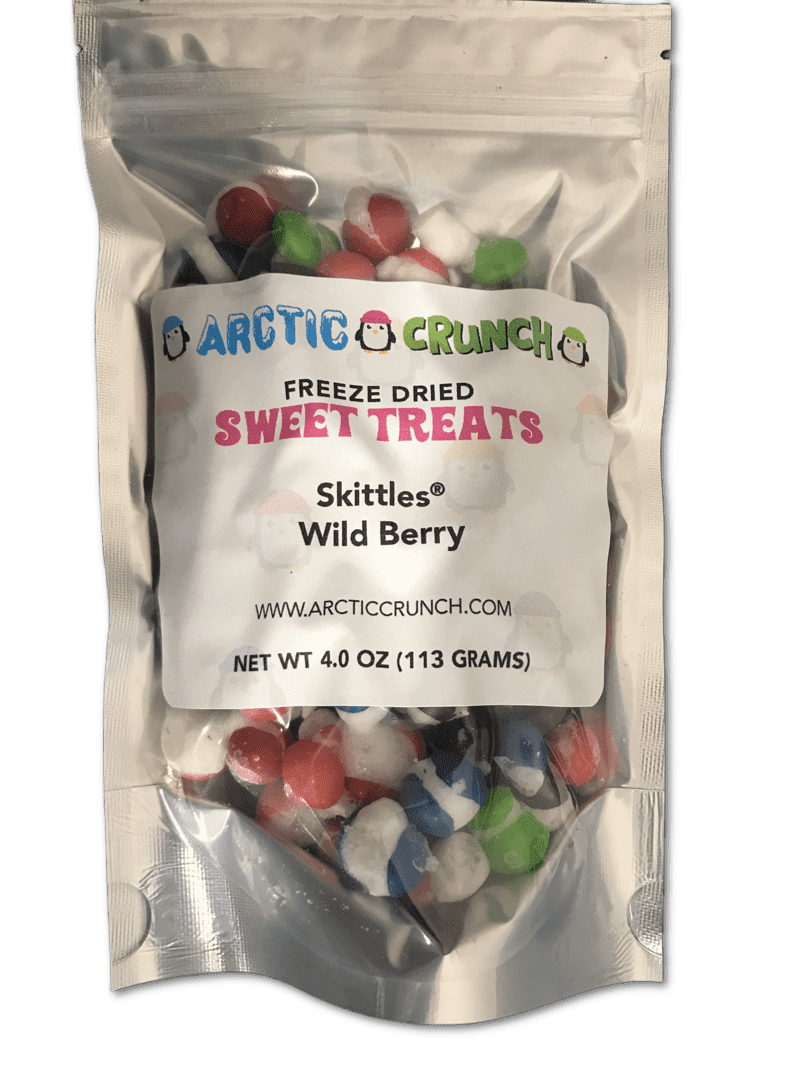 ARCTIC CRUNCH
FREEZE DRIED
SWEET TREATS
Skittles®
Wild Berry
WWW.ARCTICCRUNCH.COM
NET WT 4.0 OZ (113 GRAMS)